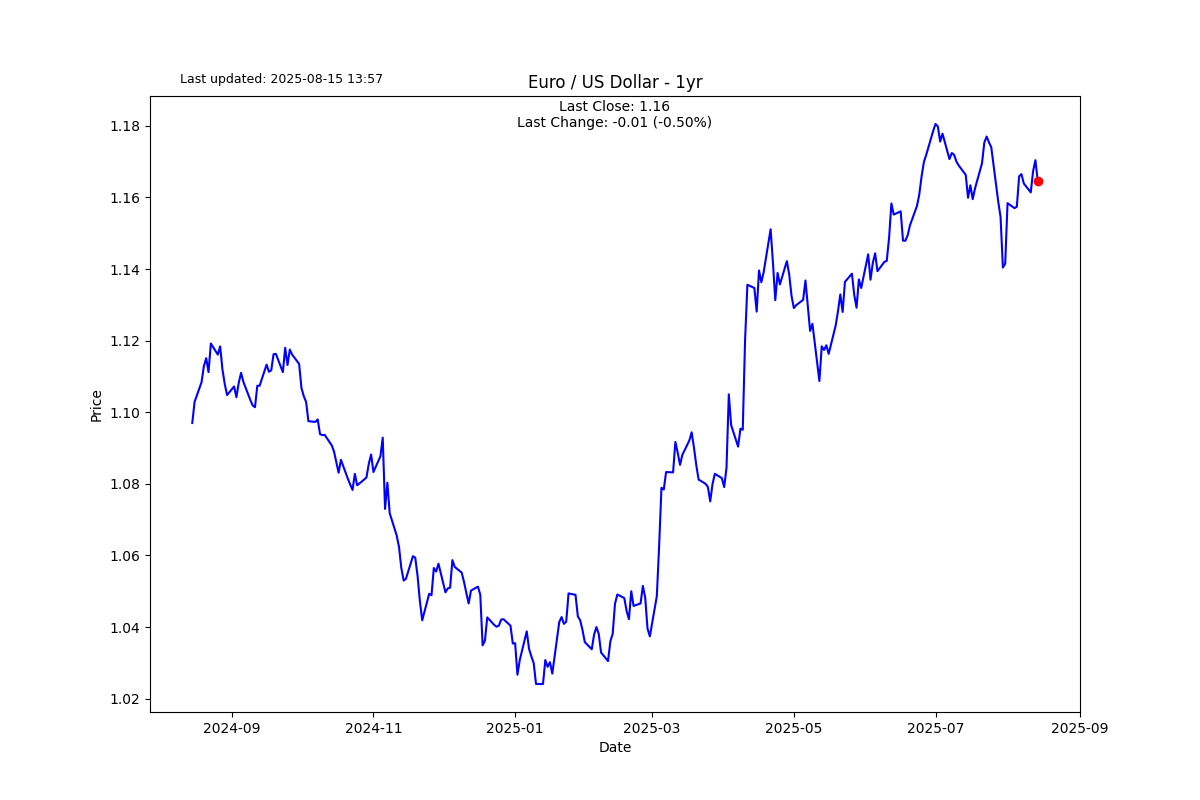 Last updated: 2025-08-15 13:57
Euro / US Dollar - 1yr
Last Close: 1.16
Last Change: -0.01 (-0.50%)
1.18
1.16
1.14
1.12
1.10
1.08
1.06
1.04
1.02
Price
2024-09 2024-11 2025-01 2025-03 2025-05 2025-07 2025-09
Date